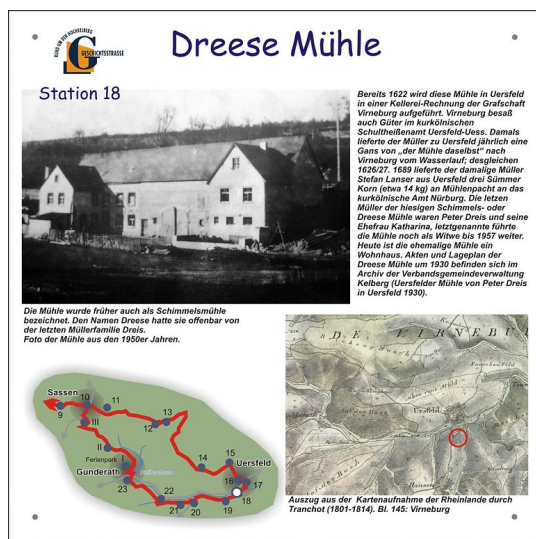 RUND UM DEN HOCHKELBERG
GESCHICHTSSTRASSE
Dreese Mühle
Station 18
Bereits 1622 wird diese Mühle in Uersfeld
in einer Kellerei-Rechnung der Grafschaft
Virneburg aufgeführt. Virneburg besaß
auch Güter im kurkölnischen
Schultheißenamt Uersfeld-Uess. Damals
lieferte der Müller zu Uersfeld jährlich eine
Gans von „der Mühle daselbst" nach
Virneburg vom Wasserlauf; desgleichen
1626/27. 1689 lieferte der damalige Müller
Stefan Lanser aus Uersfeld drei Sümmer
Korn (etwa 14 kg) an Mühlenpacht an das
kurkölnische Amt Nürburg. Die letzen
Müller der hiesigen Schimmels- oder
Dreese Mühle waren Peter Dreis und seine
Ehefrau Katharina, letztgenannte führte
die Mühle noch als Witwe bis 1957 weiter.
Heute ist die ehemalige Mühle ein
Wohnhaus. Akten und Lageplan der
Dreese Mühle um 1930 befinden sich im
Archiv der Verbandsgemeindeverwaltung
Kelberg (Uersfelder Mühle von Peter Dreis
in Uersfeld 1930).
Die Mühle wurde früher auch als Schimmelsmühle
bezeichnet. Den Namen Dreese hatte sie offenbar von
der letzten Müllerfamilie Dreis.
Foto der Mühle aus den 1950er Jahren.
Sassen
9
10
11
III
12
13
II
Ferienpark
I
Gunderath
23
14
15
Uersfeld
16
17
18
19
20
21
22
DE VIRNEBU
Uersfeld
Auszug aus der Kartenaufnahme der Rheinlande durch
Tranchot (1801-1814). Bl. 145: Virneburg